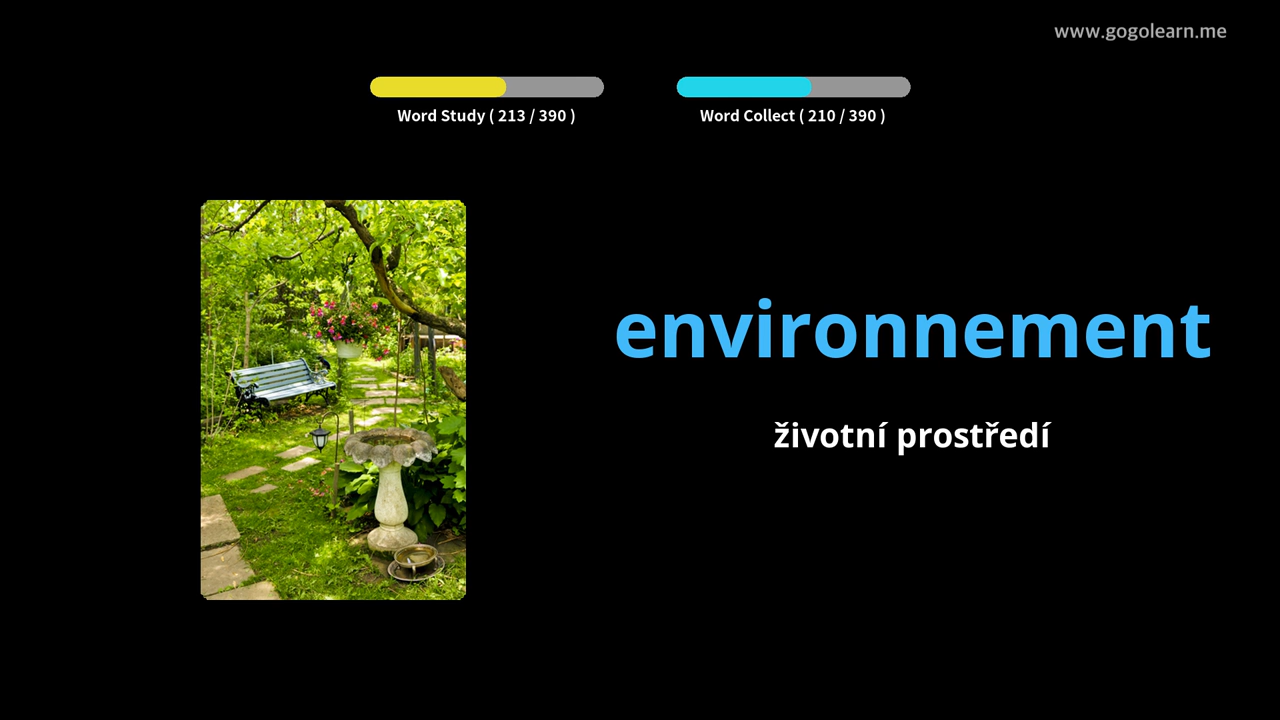 www.gogolearn.me
Word Study ( 213 / 390 )
Word Collect ( 210 / 390 )
environnement
životní prostředí